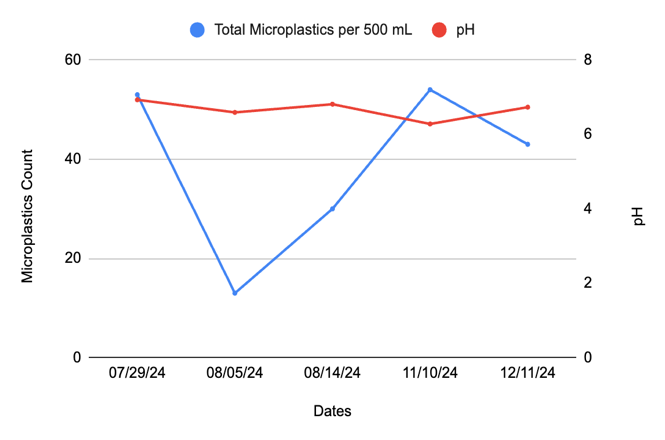 Total Microplastics per 500 mL pH
60 8
6
40
4
20
2
0 0
07/29/24 08/05/24 08/14/24 11/10/24 12/11/24
Microplastics Count
pH
Dates